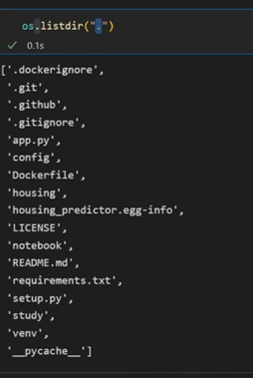 os.listdir(".")
✓ 0.1s
['.dockerignore',
'.git',
'.github',
'.gitignore',
'app.py',
'config',
'Dockerfile',
'housing',
'housing_predictor.egg-info',
'LICENSE',
'notebook',
'README.md',
'requirements.txt',
'setup.py',
'study',
'venv',
'__pycache__']